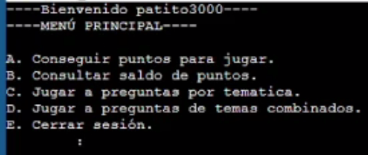 ----Bienvenido patito3000----
----MENÚ PRINCIPAL----
A. Conseguir puntos para jugar.
B. Consultar saldo de puntos.
C. Jugar a preguntas por tematica.
D. Jugar a preguntas de temas combinados.
E. Cerrar sesión.
: